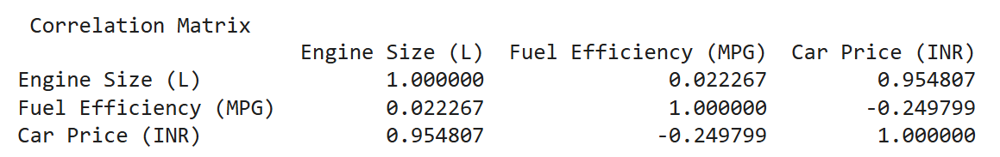 Correlation Matrix
Engine Size (L) Fuel Efficiency (MPG) Car Price (INR)
Engine Size (L) 1.000000 0.022267 0.954807
Fuel Efficiency (MPG) 0.022267 1.000000 -0.249799
Car Price (INR) 0.954807 -0.249799 1.000000